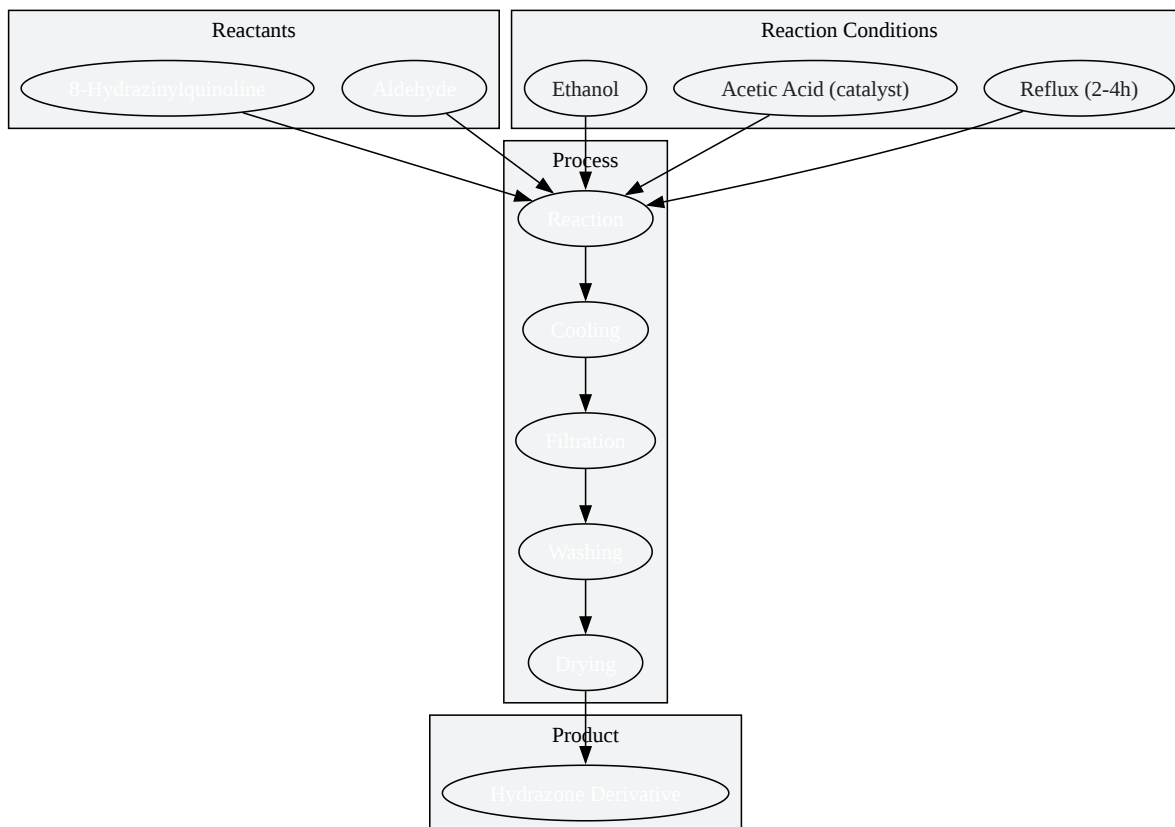 Reactants
Reaction Conditions
8-Hydrazinylquinoline
Aldehyde
Ethanol
Acetic Acid (catalyst)
Reflux (2-4h)
Process
Reaction
Cooling
Filtration
Washing
Drying
Product
Hydrazone Derivative